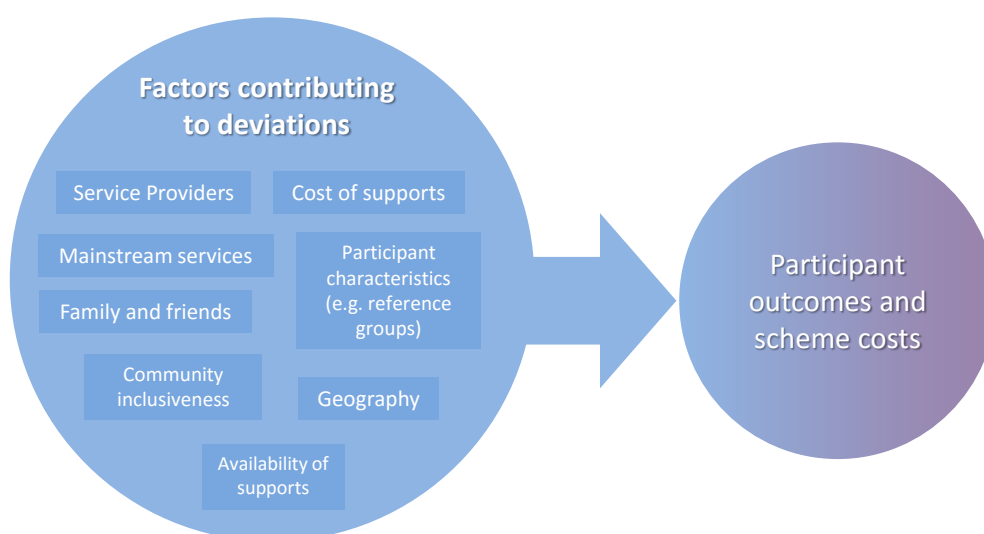 Factors contributing
to deviations
Service Providers
Cost of supports
Mainstream services
Participant
characteristics
(e.g. reference
groups)
Family and friends
Community
inclusiveness
Geography
Availability of
supports
Participant
outcomes and
scheme costs